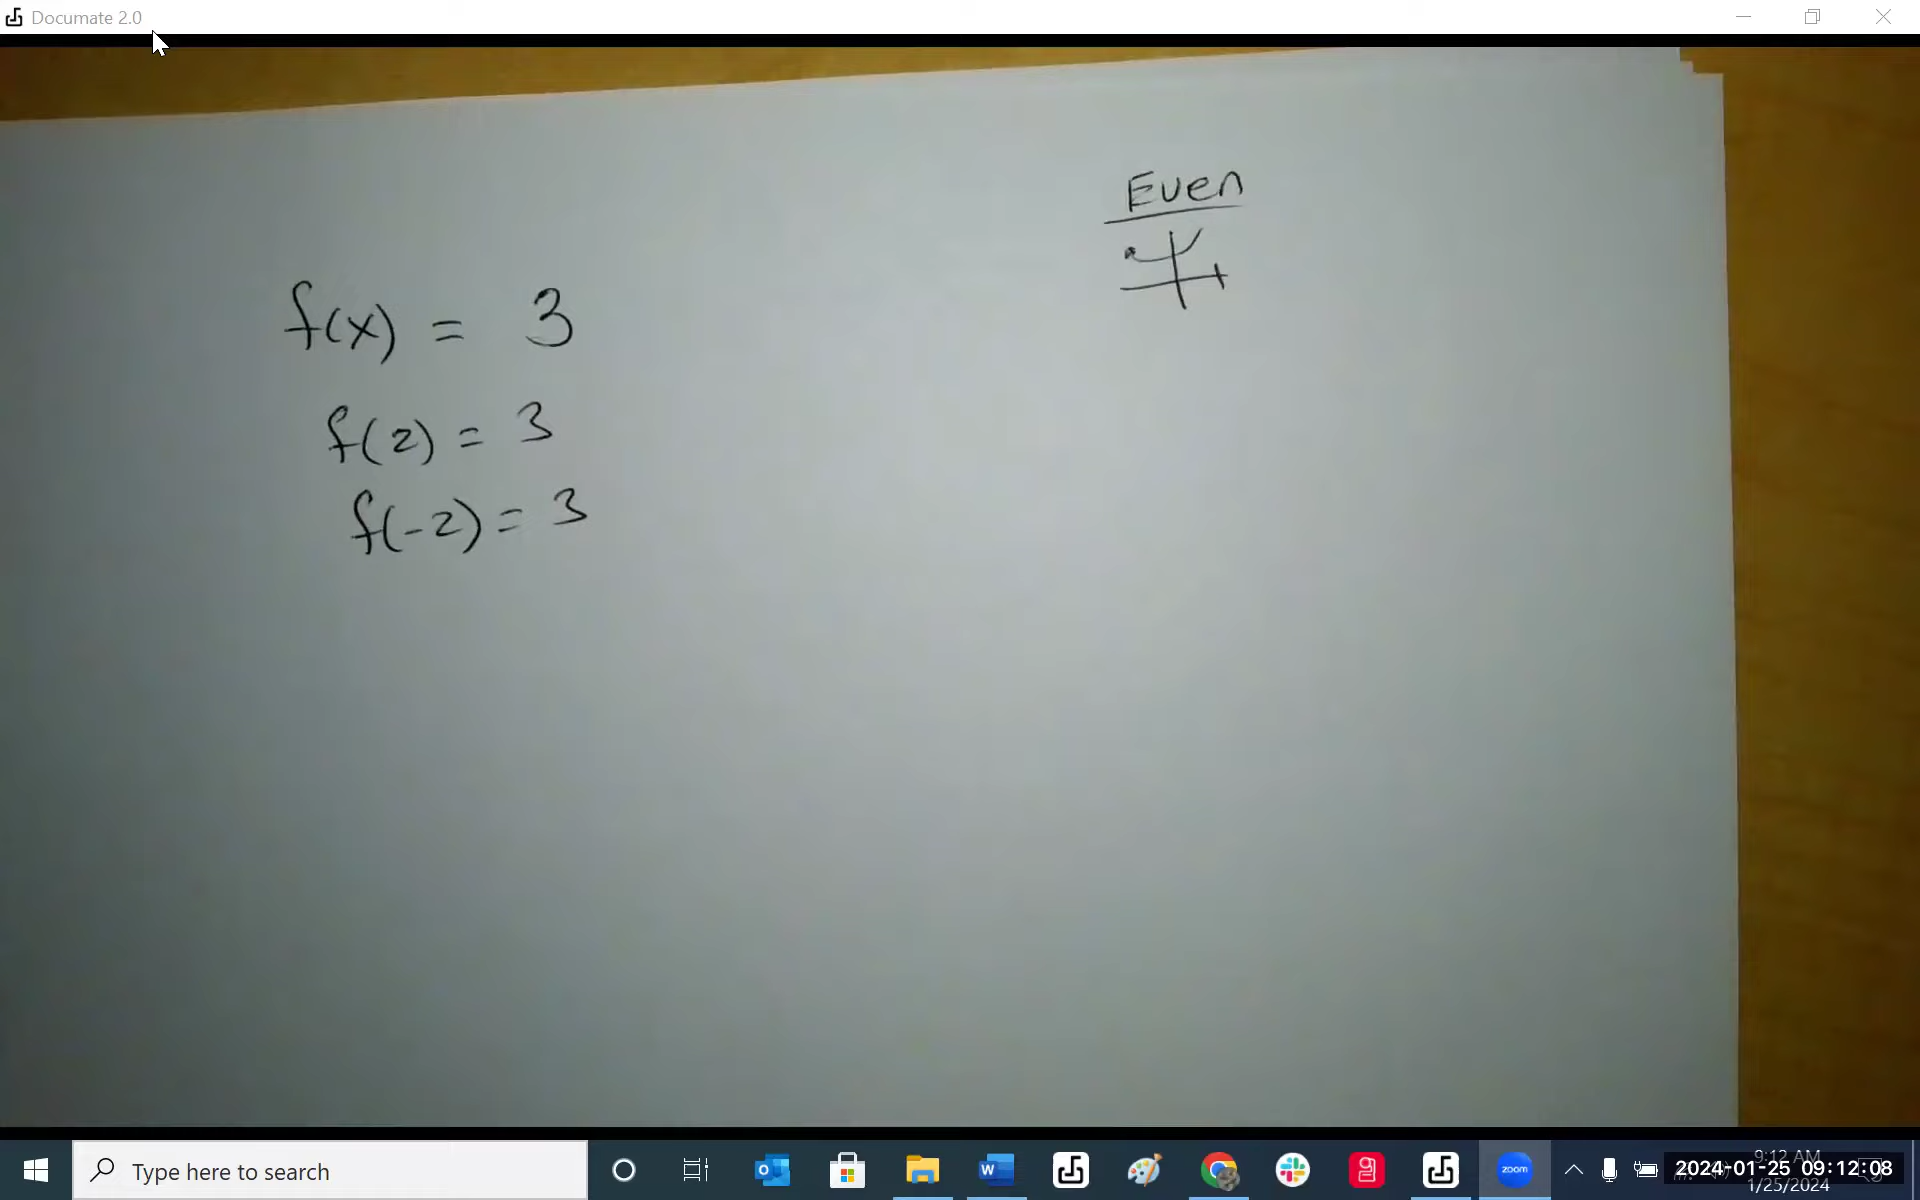 Documate 2.0
Even
f(x) = 3
f(2) = 3
f(-2) = 3
Type here to search
zoom
9:12 AM
2024-01-25 09:12:08
1/25/2024